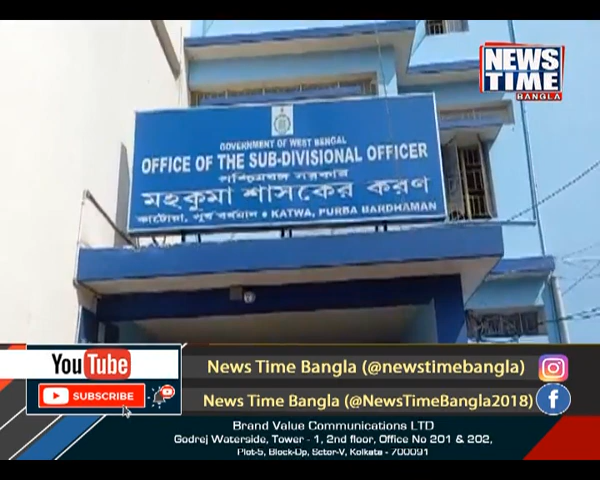 NEWS
TIME
BANGLA
GOVERNMENT OF WEST BENGAL
OFFICE OF THE SUB-DIVISIONAL OFFICER
পশ্চিমবঙ্গ সরকার
মহকুমা শাসকের করণ
কাটোয়া, পূর্ব বর্ধমান • KATWA, PURBA BARDHAMAN
YouTube
News Time Bangla (@newstimebangla)
SUBSCRIBE
News Time Bangla (@NewsTimeBangla2018)
Brand Value Communications LTD
Godrej Waterside, Tower - 1, 2nd floor, Office No 201 & 202,
Plot-5, Block-Dp, Sctor-V, Kolkata - 700091